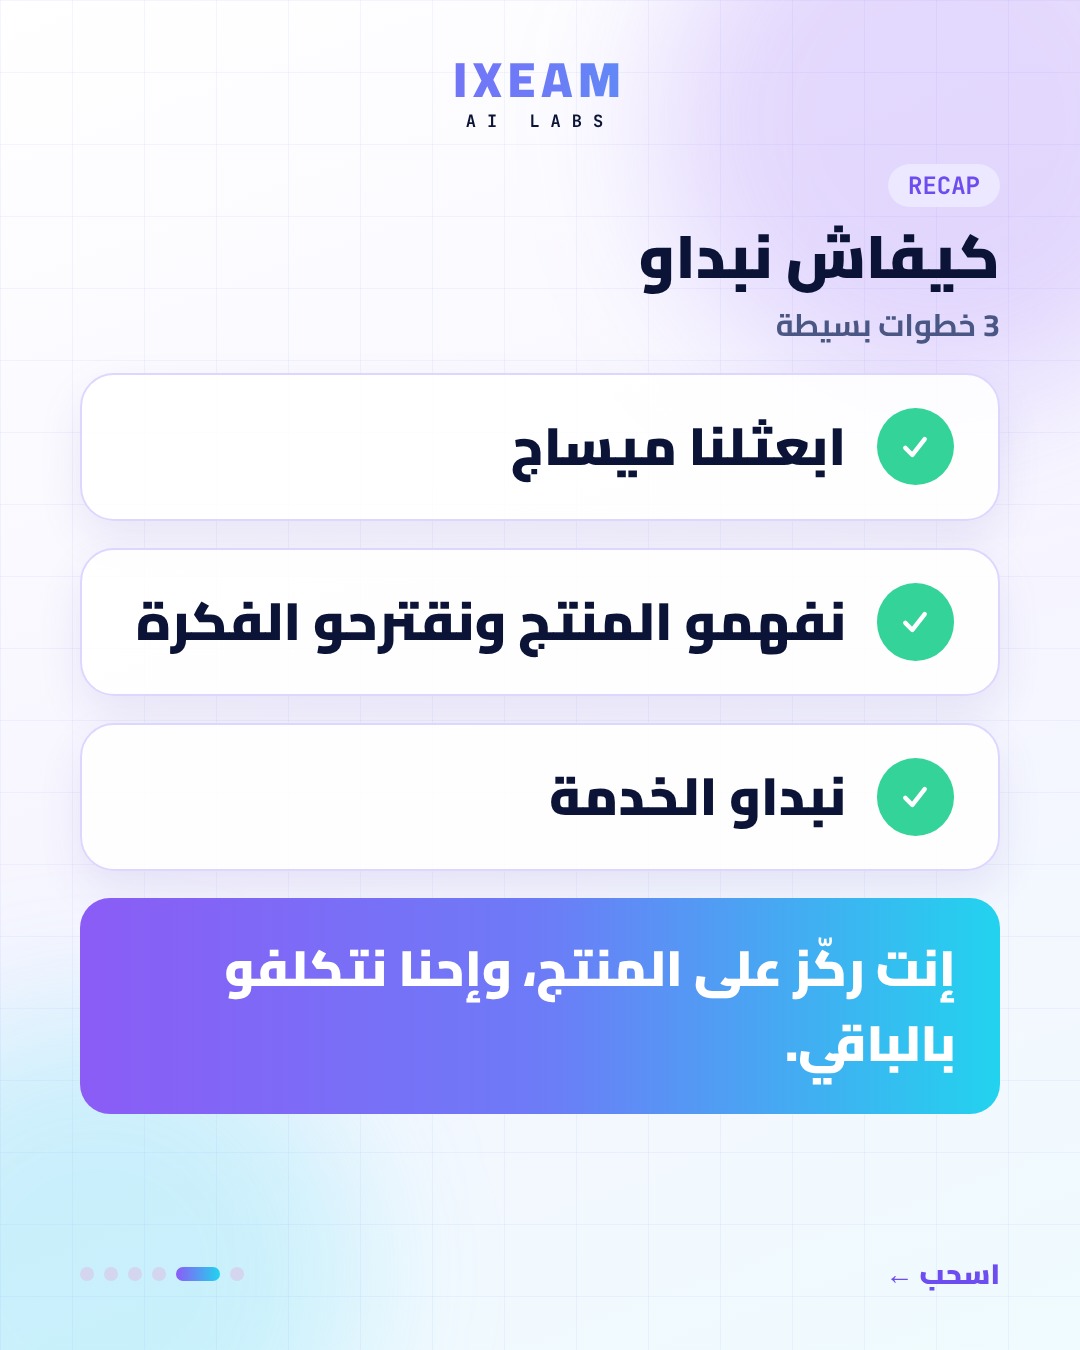 IXEAM
AI LABS
RECAP
كيفاش نبداو
3 خطوات بسيطة
ابعثلنا ميساج
نفهمو المنتج ونقترحو الفكرة
نبداو الخدمة
إنت ركّز على المنتج، وإحنا نتكلفو
بالباقي.
اسحب ←